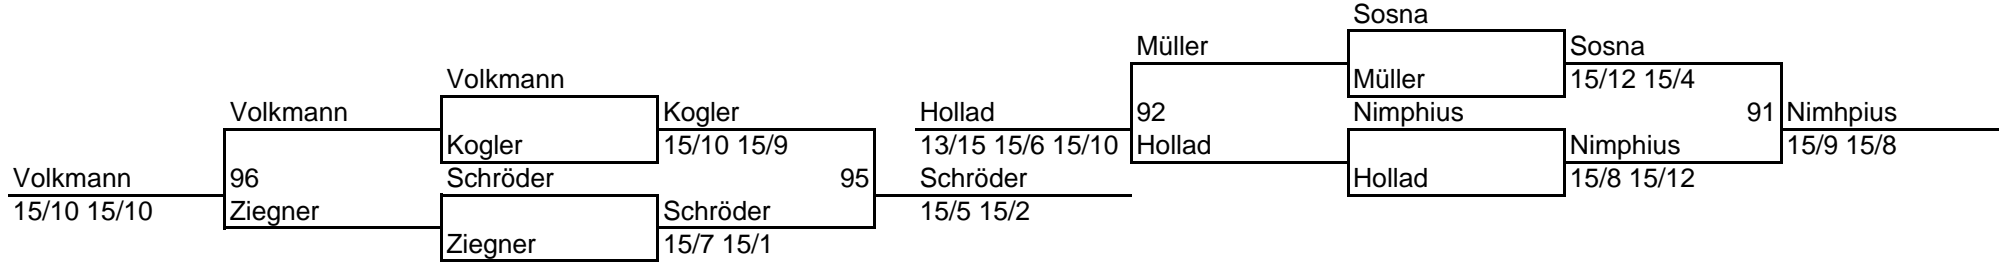 Sosna
Müller Sosna
Volkmann Müller 15/12 15/4
Volkmann Kogler Hollad 92 Nimphius 91 Nimhpius
Kogler 15/10 15/9 13/15 15/6 15/10 Hollad Nimphius 15/9 15/8
Volkmann 96 Schröder 95 Schröder Hollad 15/8 15/12
15/10 15/10 Ziegner Schröder 15/5 15/2
Ziegner 15/7 15/1